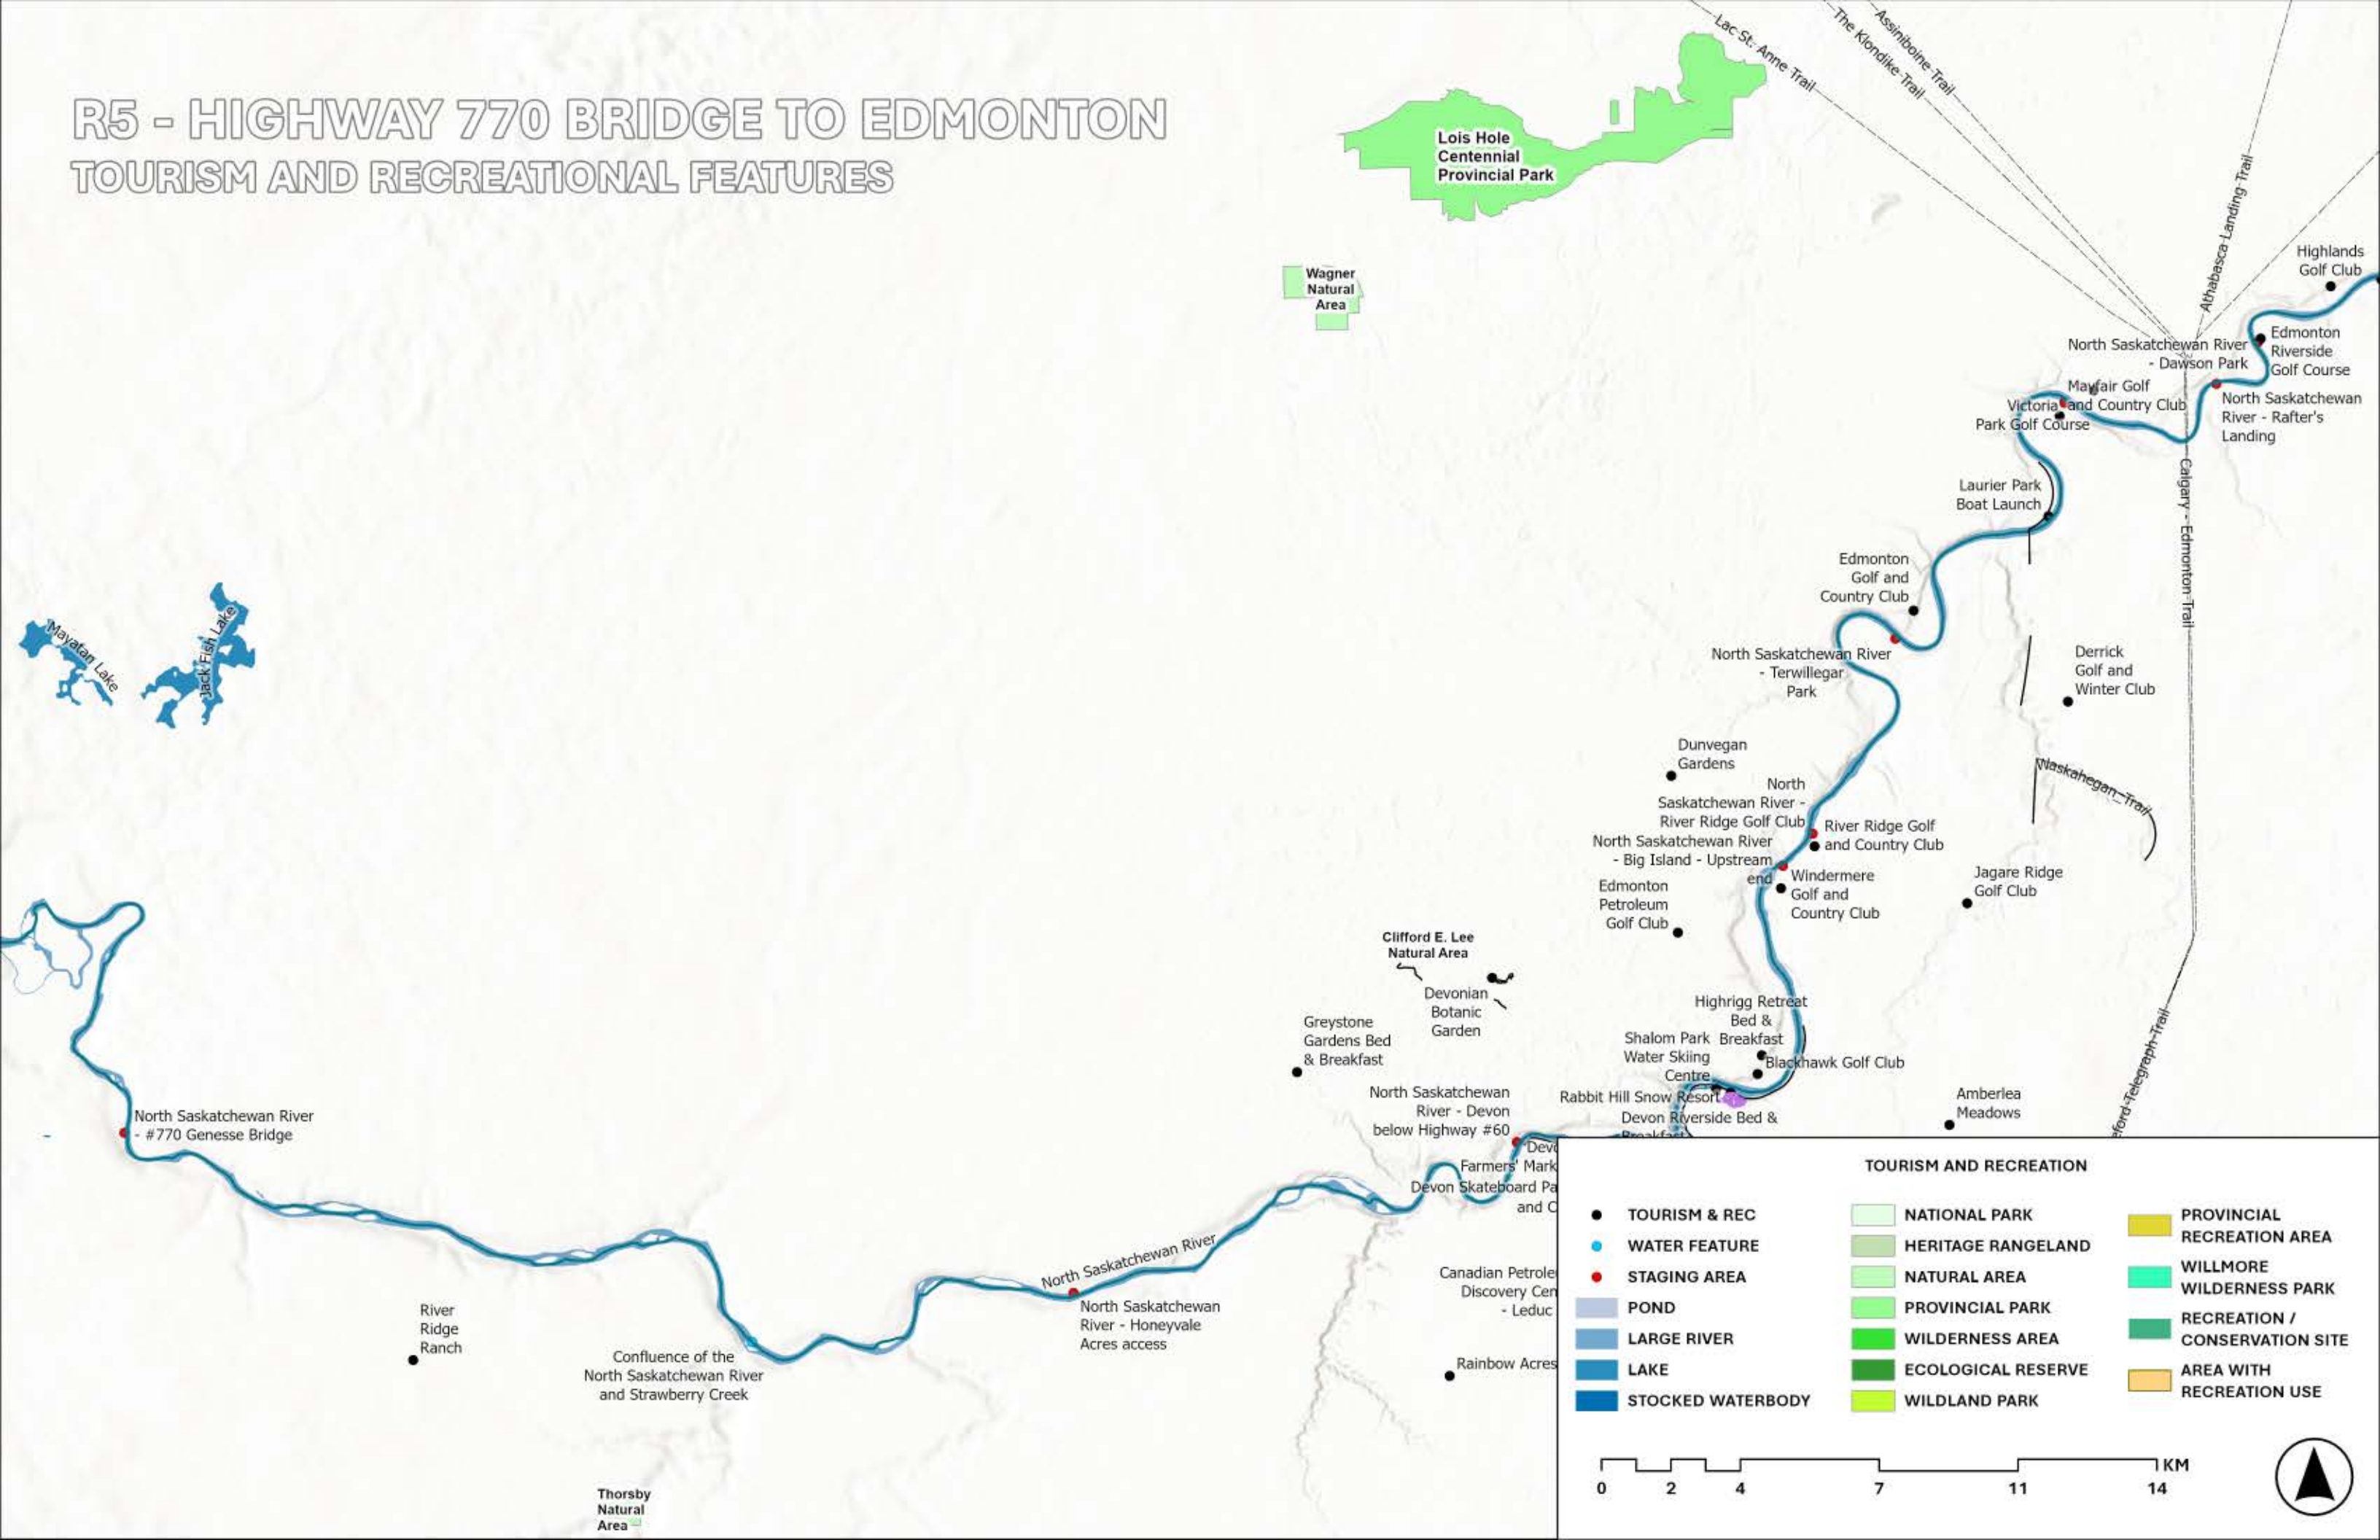 R5 - HIGHWAY 770 BRIDGE TO EDMONTON
TOURISM AND RECREATIONAL FEATURES
Lac St. Anne Trail
The Klondike Trail
Assiniboine Trail
Athabasca Landing Trail
Lois Hole
Centennial
Provincial Park
Wagner
Natural
Area
Highlands
Golf Club
Edmonton
Riverside
Golf Course
North Saskatchewan River
- Dawson Park
Mayfair Golf
and Country Club
Victoria
Park Golf Course
North Saskatchewan
River - Rafter's
Landing
Calgary - Edmonton Trail
Laurier Park
Boat Launch
Edmonton
Golf and
Country Club
North Saskatchewan River
- Terwillegar
Park
Derrick
Golf and
Winter Club
Mayatan Lake
Jack Fish Lake
Dunvegan
Gardens
Waskahegan Trail
North
Saskatchewan River -
River Ridge Golf Club
River Ridge Golf
and Country Club
North Saskatchewan River
- Big Island - Upstream
end
Windermere
Golf and
Country Club
Edmonton
Petroleum
Golf Club
Jagare Ridge
Golf Club
Clifford E. Lee
Natural Area
Devonian
Botanic
Garden
Greystone
Gardens Bed
& Breakfast
Highrigg Retreat
Bed &
Breakfast
Shalom Park
Water Skiing
Centre
Blackhawk Golf Club
Rabbit Hill Snow Resort
Devon Riverside Bed &
Breakfast
Amberlea
Meadows
eford Telegraph Trail
North Saskatchewan
River - Devon
below Highway #60
Devo
Farmers' Mark
Devon Skateboard Pa
and C
North Saskatchewan River
- #770 Genesse Bridge
North Saskatchewan River
North Saskatchewan
River - Honeyvale
Acres access
Canadian Petrole
Discovery Cen
- Leduc
Rainbow Acres
River
Ridge
Ranch
Confluence of the
North Saskatchewan River
and Strawberry Creek
Thorsby
Natural
Area
TOURISM AND RECREATION
TOURISM & REC
WATER FEATURE
STAGING AREA
POND
LARGE RIVER
LAKE
STOCKED WATERBODY
NATIONAL PARK
HERITAGE RANGELAND
NATURAL AREA
PROVINCIAL PARK
WILDERNESS AREA
ECOLOGICAL RESERVE
WILDLAND PARK
PROVINCIAL
RECREATION AREA
WILLMORE
WILDERNESS PARK
RECREATION /
CONSERVATION SITE
AREA WITH
RECREATION USE
KM
0 2 4 7 11 14